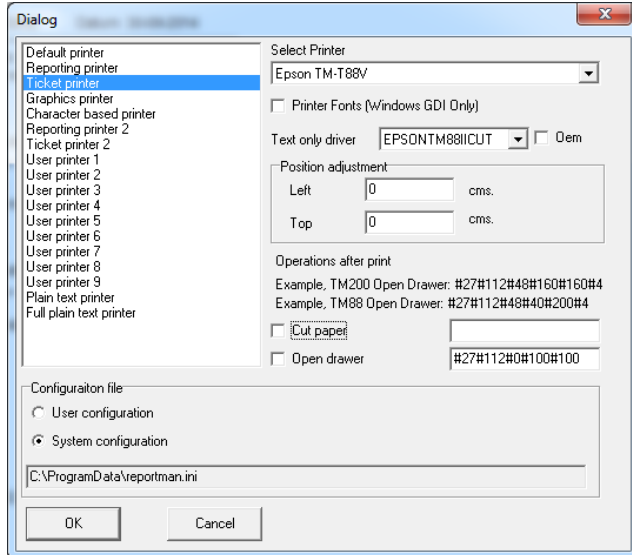 Dialog
Default printer
Reporting printer
Ticket printer
Graphics printer
Character based printer
Reporting printer 2
Ticket printer 2
User printer 1
User printer 2
User printer 3
User printer 4
User printer 5
User printer 6
User printer 7
User printer 8
User printer 9
Plain text printer
Full plain text printer
Select Printer
Epson TM-T88V
Printer Fonts (Windows GDI Only)
Text only driver EPSONTM88IICUT Oem
Position adjustment
Left 0 cms.
Top 0 cms.
Operations after print
Example, TM200 Open Drawer: #27#112#48#160#160#4
Example, TM88 Open Drawer: #27#112#48#40#200#4
Cut paper
Open drawer #27#112#0#100#100
Configuraiton file
User configuration
System configuration
C:\ProgramData\reportman.ini
OK Cancel